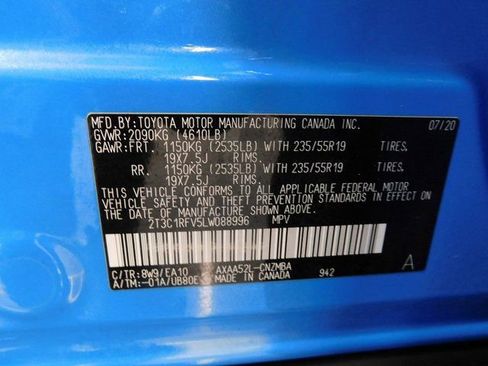 MFD.BY:TOYOTA MOTOR MANUFACTURING CANADA INC. 07/20
GVWR:2090KG (4610LB)
GAWR:FRT. 1150KG (2535LB) WITH 235/55R19 TIRES.
19X7.5J RIMS.
RR. 1150KG (2535LB) WITH 235/55R19 TIRES.
19X7.5J RIMS.
THIS VEHICLE CONFORMS TO ALL APPLICABLE FEDERAL MOTOR
VEHICLE SAFETY AND THEFT PREVENTION STANDARDS IN EFFECT ON
THE DATE OF MANUFACTURE SHOWN ABOVE.
2T3C1RFV5LW088996 MPV
C/TR:8W9/EA10 AXAA52L-CNZMBA 942 A
A/TM:-01A/UB80E MADE IN CANADA